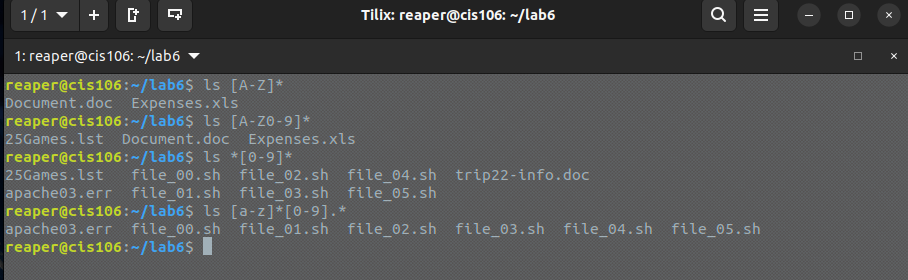 1 / 1
Tilix: reaper@cis106: ~/lab6
1: reaper@cis106: ~/lab6
reaper@cis106:~/lab6$ ls [A-Z]*
Document.doc  Expenses.xls
reaper@cis106:~/lab6$ ls [A-Z0-9]*
25Games.lst  Document.doc  Expenses.xls
reaper@cis106:~/lab6$ ls *[0-9]*
25Games.lst   file_00.sh  file_02.sh  file_04.sh  trip22-info.doc
apache03.err  file_01.sh  file_03.sh  file_05.sh
reaper@cis106:~/lab6$ ls [a-z]*[0-9].*
apache03.err  file_00.sh  file_01.sh  file_02.sh  file_03.sh  file_04.sh  file_05.sh
reaper@cis106:~/lab6$